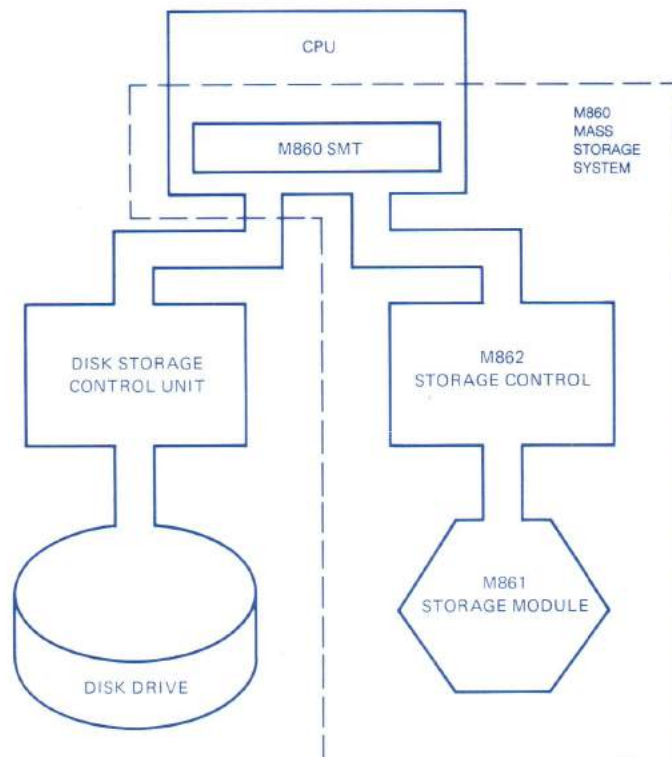 CPU
M860 SMT
M860
MASS
STORAGE
SYSTEM
DISK STORAGE
CONTROL UNIT
M862
STORAGE CONTROL
M861
STORAGE MODULE
DISK DRIVE